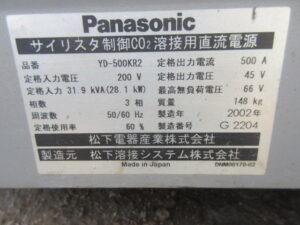 Panasonic
サイリスタ制御CO2溶接用直流電源
品番 YD-500KR2 定格出力電流 500 A
定格入力電圧 200 V 定格出力電圧 45 V
定格入力 31.9 kVA(28.1 kW) 最高無負荷電圧 66 V
相数 3 相 質量 148 kg
周波数 50/60 Hz 製造年 2002年
定格使用率 60 % 製造番号 G 2204
松下電器産業株式会社
製造元 松下溶接システム株式会社
Made in Japan DNM00170-02